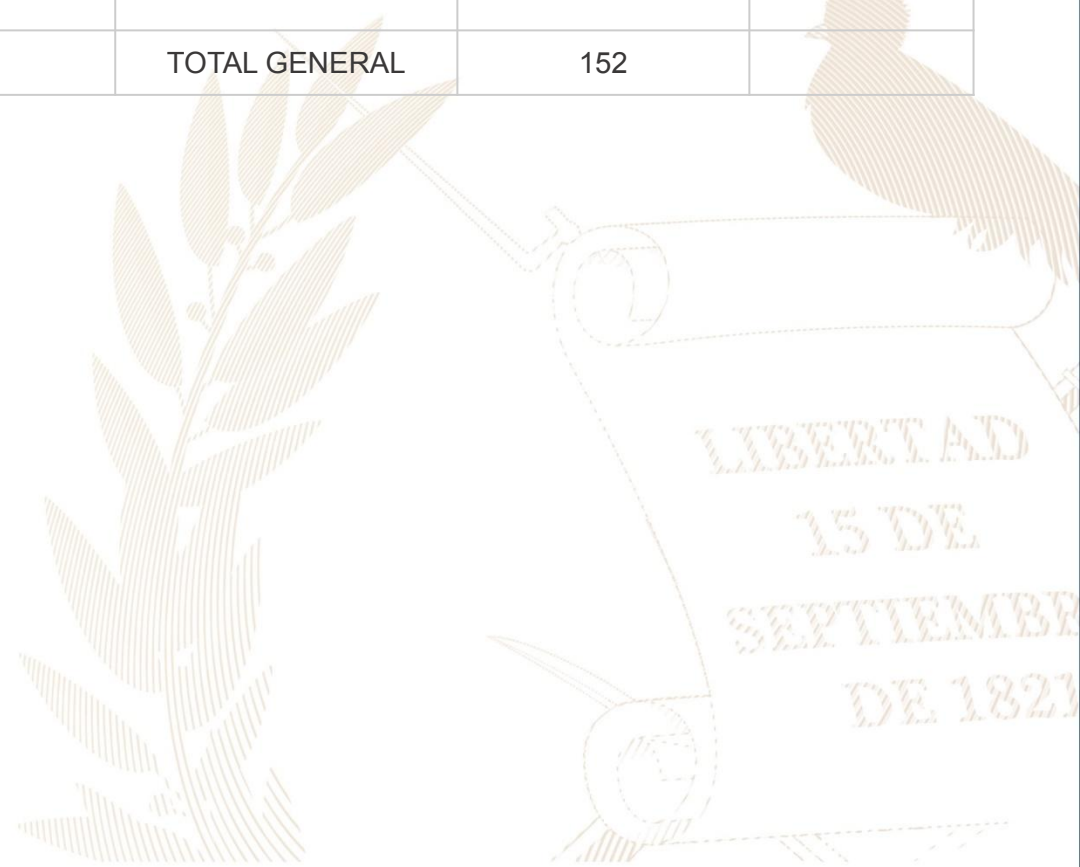 TOTAL GENERAL 152
LIBERTAD
15 DE
SEPTIEMBRE
DE 1821